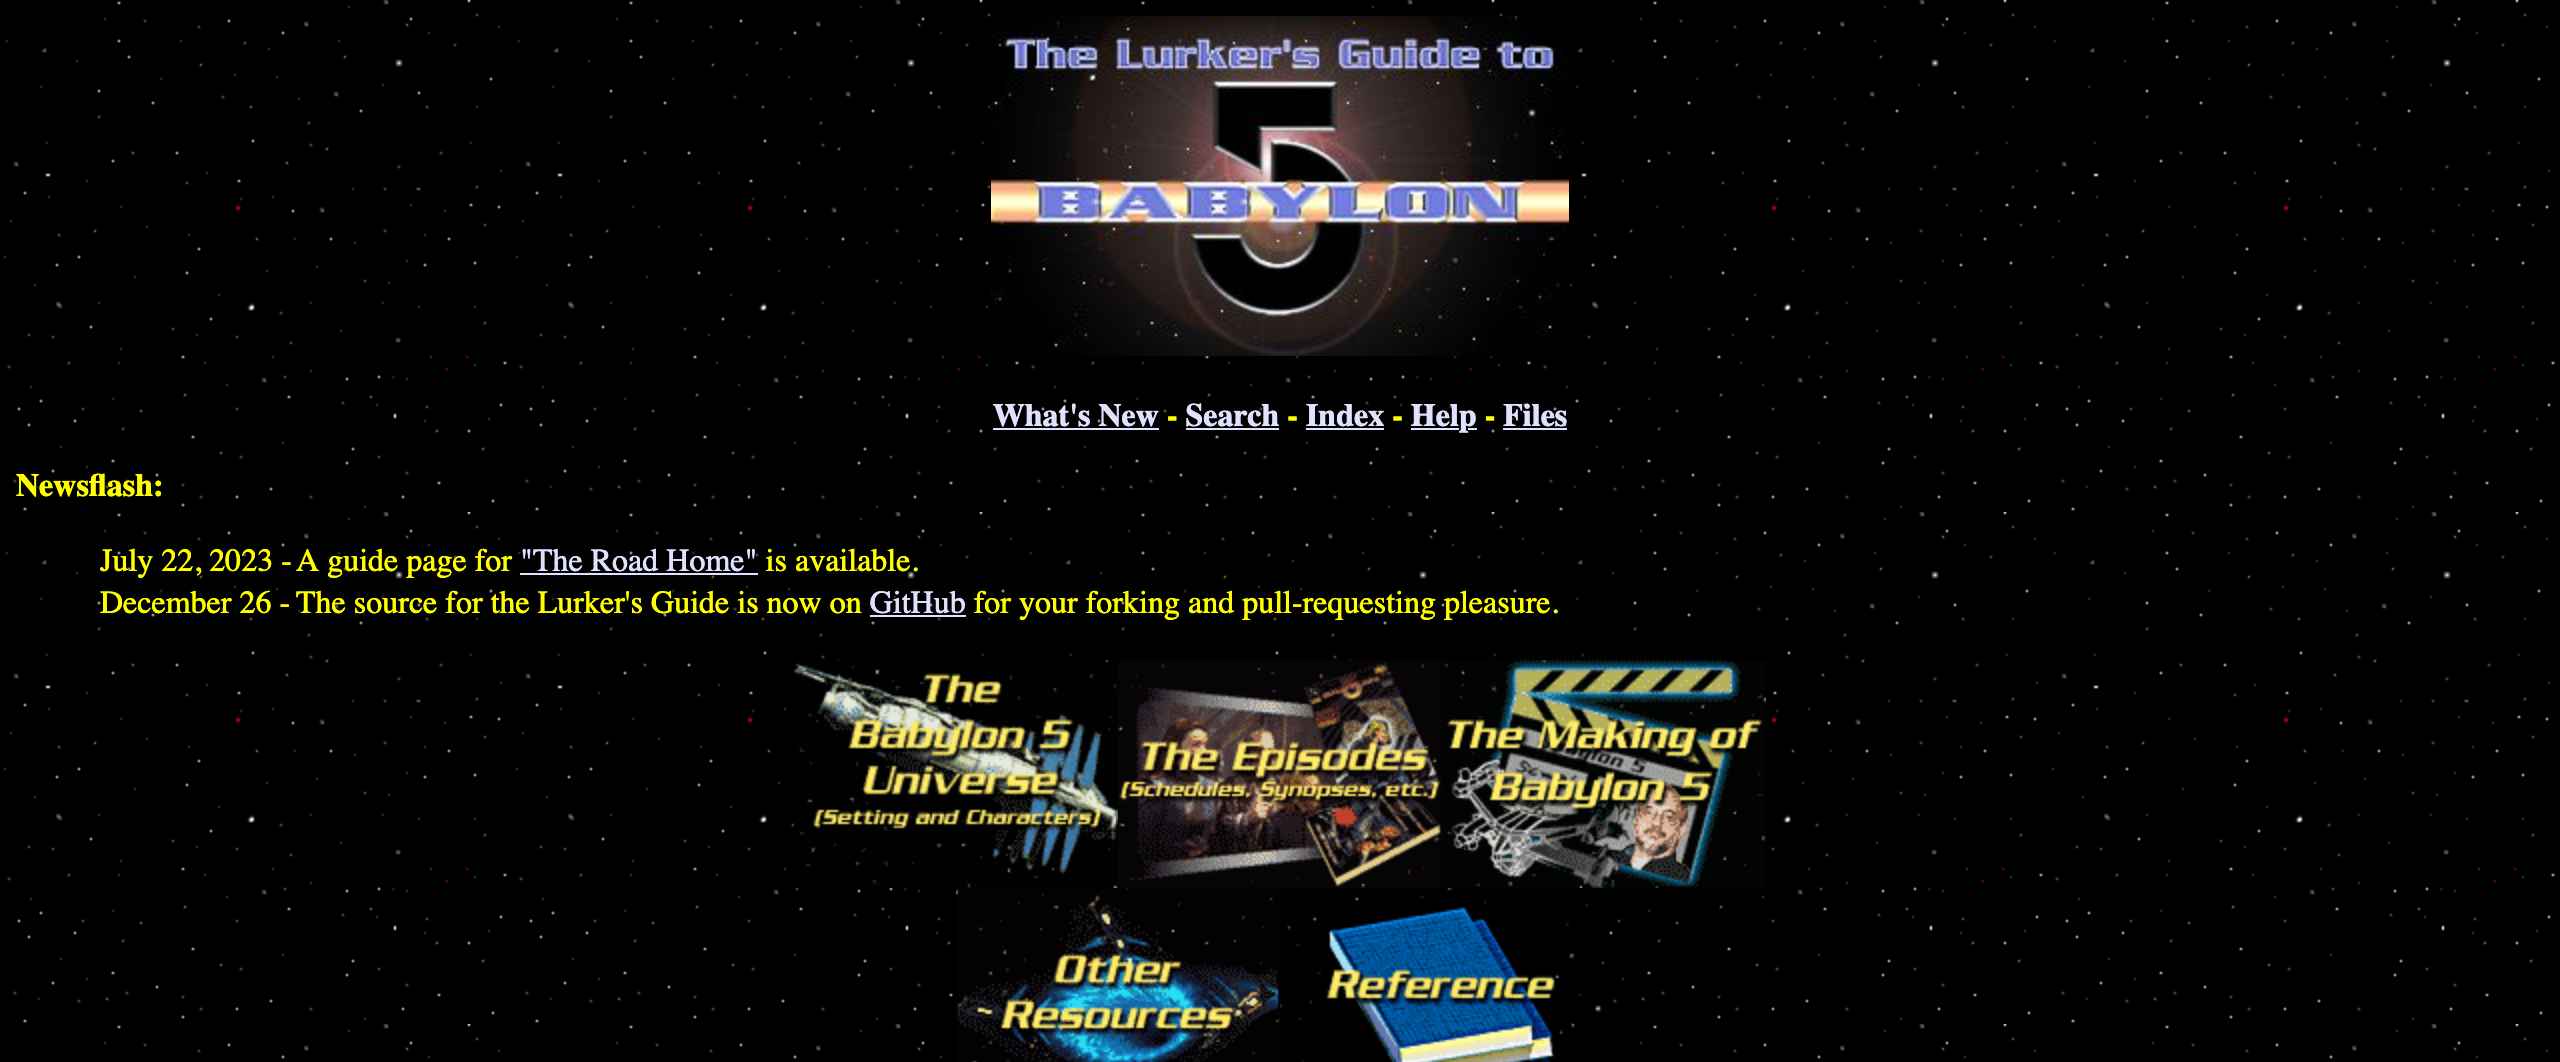 The Lurker's Guide to
5
BABYLON
What's New - Search - Index - Help - Files
Newsflash:
July 22, 2023 - A guide page for "The Road Home" is available.
December 26 - The source for the Lurker's Guide is now on GitHub for your forking and pull-requesting pleasure.
The
Babylon 5
Universe
(Setting and Characters)
The Episodes
(Schedules, Synopses, etc.)
The Making of
Babylon 5
Other
Resources
Reference